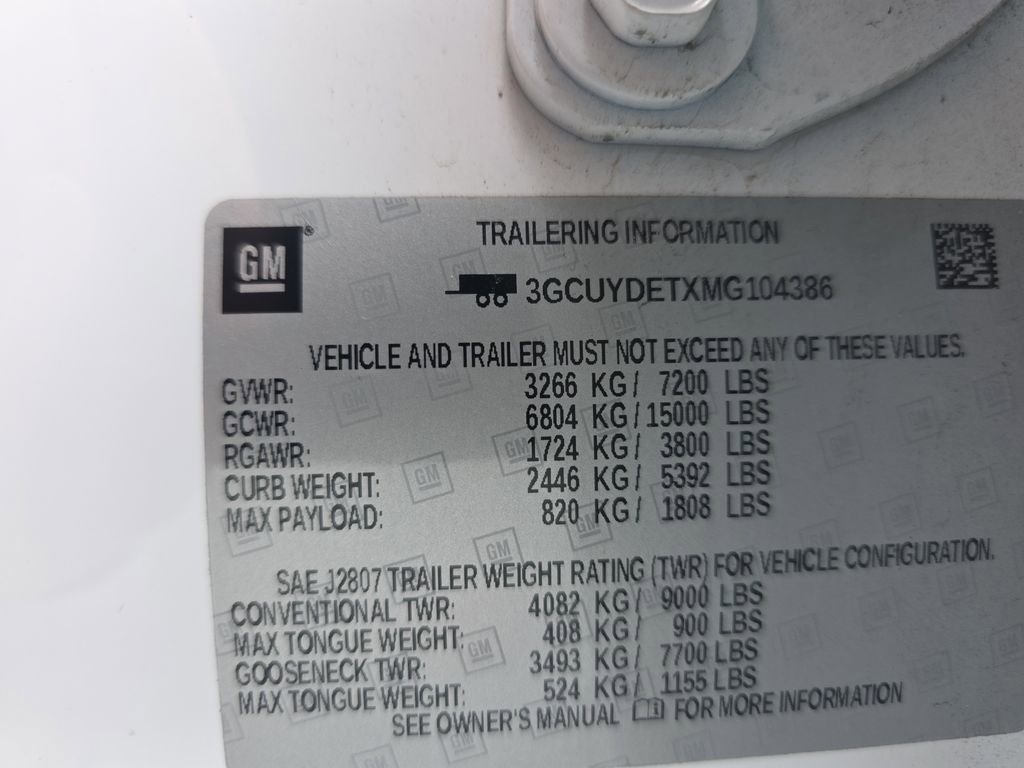 GM®
TRAILERING INFORMATION
3GCUYDETXMG104386
VEHICLE AND TRAILER MUST NOT EXCEED ANY OF THESE VALUES.
GVWR: 3266 KG/ 7200 LBS
GCWR: 6804 KG/ 15000 LBS
RGAWR: 1724 KG/ 3800 LBS
CURB WEIGHT: 2446 KG/ 5392 LBS
MAX PAYLOAD: 820 KG/ 1808 LBS
SAE J2807 TRAILER WEIGHT RATING (TWR) FOR VEHICLE CONFIGURATION.
CONVENTIONAL TWR: 4082 KG/ 9000 LBS
MAX TONGUE WEIGHT: 408 KG/ 900 LBS
GOOSENECK TWR: 3493 KG/ 7700 LBS
MAX TONGUE WEIGHT: 524 KG/ 1155 LBS
SEE OWNER'S MANUAL FOR MORE INFORMATION